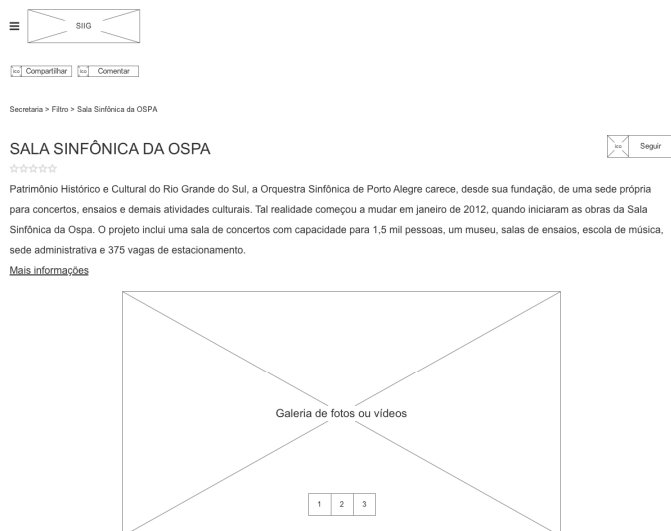 SIIG
ico Compartilhar ico Comentar
Secretaria > Filtro > Sala Sinfônica da OSPA
SALA SINFÔNICA DA OSPA
ico Seguir
Patrimônio Histórico e Cultural do Rio Grande do Sul, a Orquestra Sinfônica de Porto Alegre carece, desde sua fundação, de uma sede própria
para concertos, ensaios e demais atividades culturais. Tal realidade começou a mudar em janeiro de 2012, quando iniciaram as obras da Sala
Sinfônica da Ospa. O projeto inclui uma sala de concertos com capacidade para 1,5 mil pessoas, um museu, salas de ensaios, escola de música,
sede administrativa e 375 vagas de estacionamento.
Mais informações
Galeria de fotos ou vídeos
1 2 3